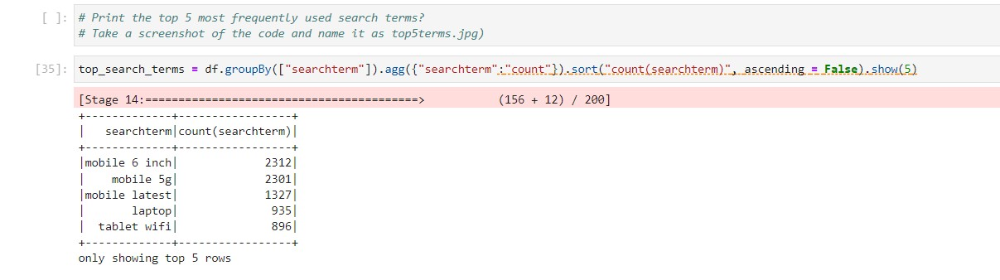 [ ]: # Print the top 5 most frequently used search terms?
# Take a screenshot of the code and name it as top5terms.jpg)
[35]: top_search_terms = df.groupBy(["searchterm"]).agg({"searchterm":"count"}).sort("count(searchterm)", ascending = False).show(5)
[Stage 14:=========================================>           (156 + 12) / 200]
+-------------+-----------------+
|   searchterm|count(searchterm)|
+-------------+-----------------+
|mobile 6 inch|             2312|
|    mobile 5g|             2301|
|mobile latest|             1327|
|       laptop|              935|
|  tablet wifi|              896|
+-------------+-----------------+
only showing top 5 rows